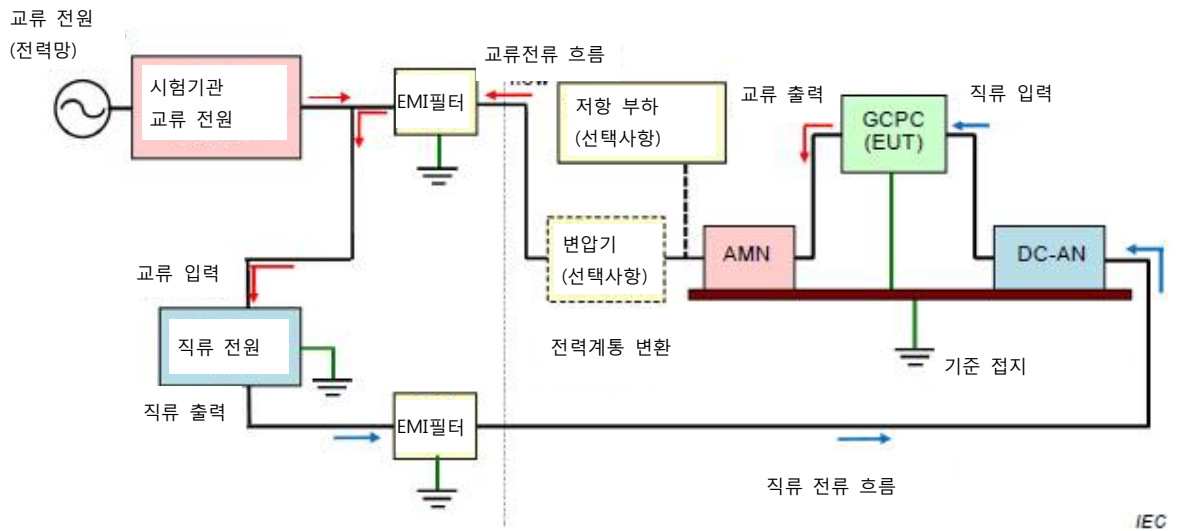 교류 전원
(전력망)
시험기관
교류 전원
EMI필터
교류전류 흐름
저항 부하
(선택사항)
교류 출력
GCPC
(EUT)
직류 입력
변압기
(선택사항)
AMN
DC-AN
교류 입력
직류 전원
전력계통 변환
기준 접지
직류 출력
EMI필터
직류 전류 흐름
IEC